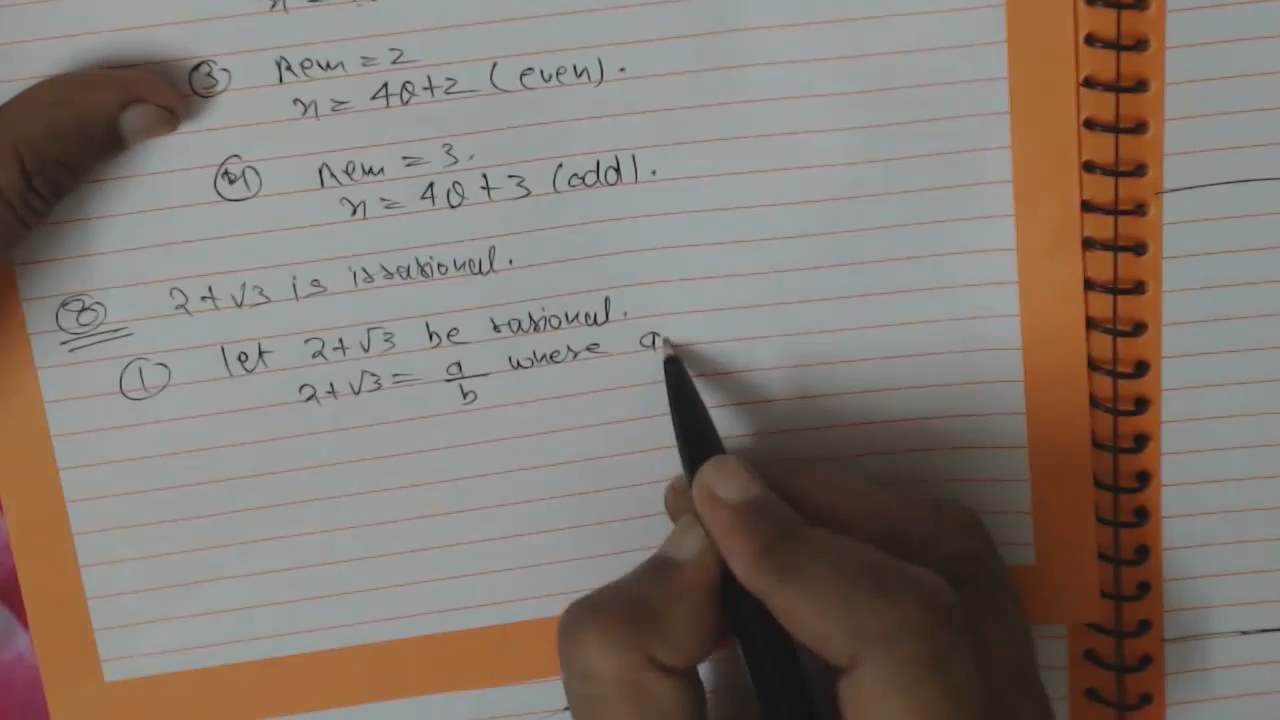 ③ Rem = 2
n = 4Q+2 (even).
④ Rem = 3.
n = 4Q+3 (odd).
⑧ 2+√3 is irrational.
① let 2+√3 be rational.
2+√3 = a/b where a